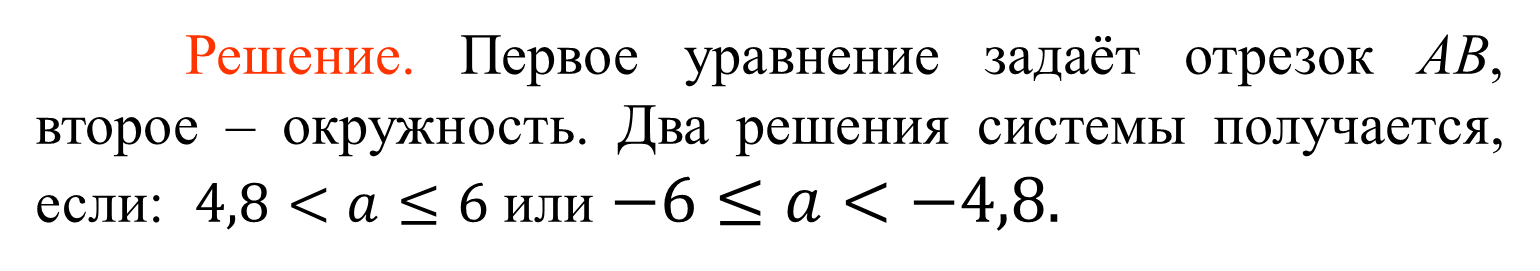 Решение. Первое уравнение задаёт отрезок AB,
второе – окружность. Два решения системы получается,
если: 4,8 < a ≤ 6 или −6 ≤ a < −4,8.